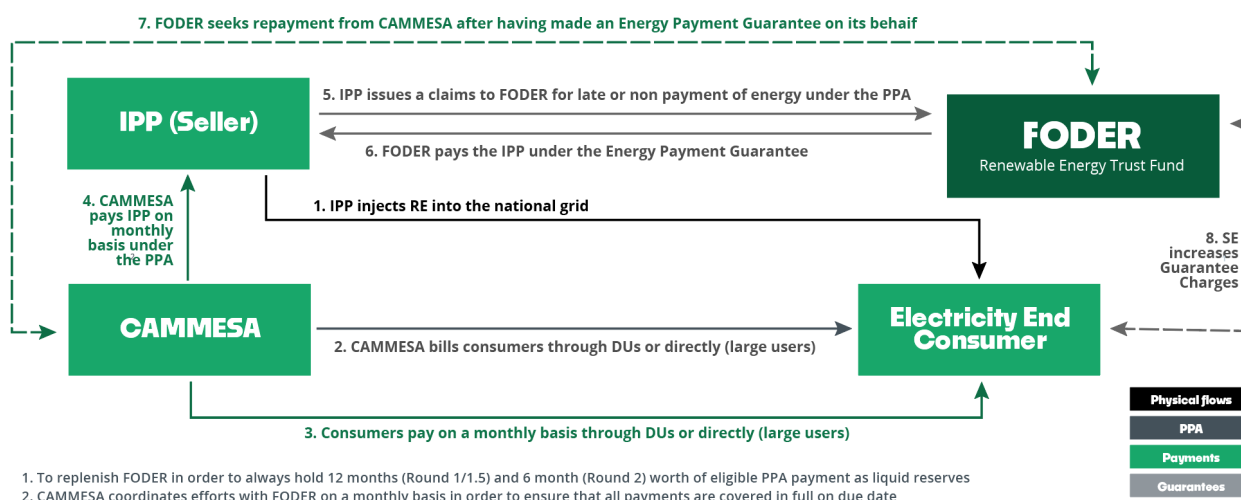 7. FODER seeks repayment from CAMMESA after having made an Energy Payment Guarantee on its behaif
IPP (Seller)
5. IPP issues a claims to FODER for late or non payment of energy under the PPA
6. FODER pays the IPP under the Energy Payment Guarantee
FODER
Renewable Energy Trust Fund
4. CAMMESA
pays IPP on
monthly
basis under
the PPA
1. IPP injects RE into the national grid
8. SE
increases
Guarantee
Charges
CAMMESA
2. CAMMESA bills consumers through DUs or directly (large users)
Electricity End
Consumer
3. Consumers pay on a monthly basis through DUs or directly (large users)
Physical flows
PPA
Payments
Guarantees
1. To replenish FODER in order to always hold 12 months (Round 1/1.5) and 6 month (Round 2) worth of eligible PPA payment as liquid reserves
2. CAMMESA coordinates efforts with FODER on a monthly basis in order to ensure that all payments are covered in full on due date